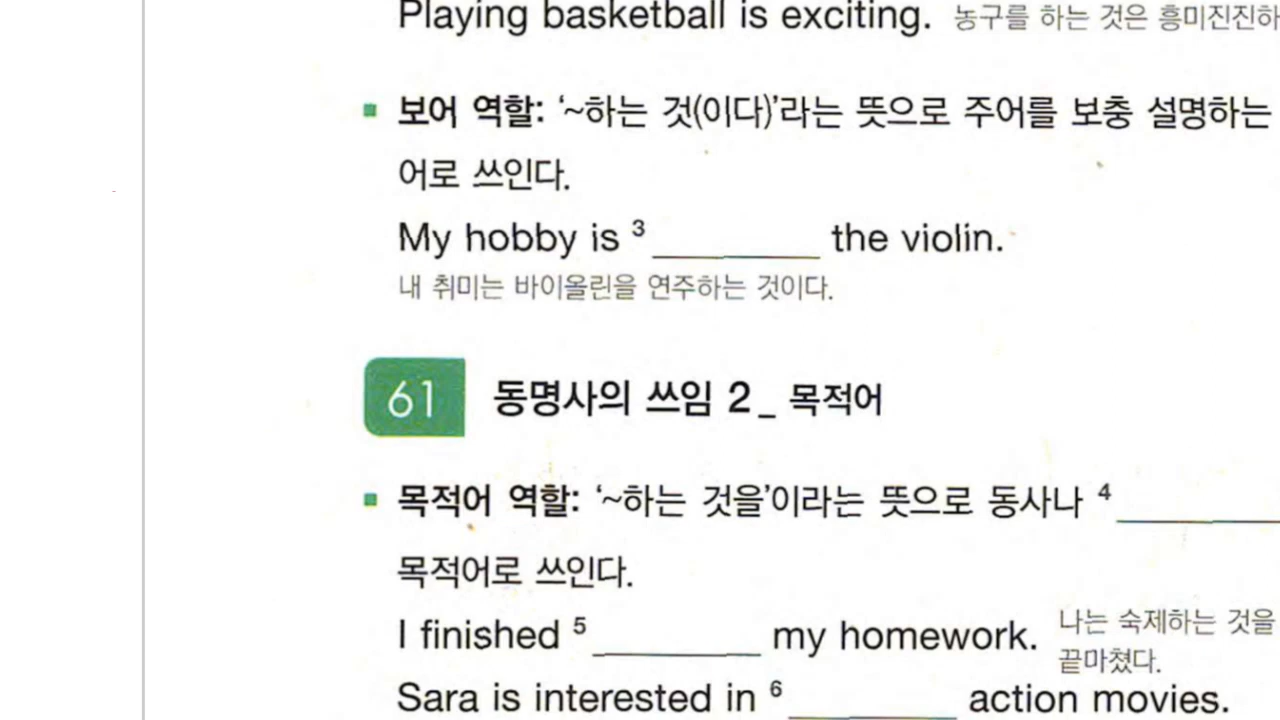 Playing basketball is exciting. 농구를 하는 것은 흥미진진하
보어 역할: '~하는 것(이다)'라는 뜻으로 주어를 보충 설명하는
어로 쓰인다.
My hobby is 3 ________ the violin.
내 취미는 바이올린을 연주하는 것이다.
61 동명사의 쓰임 2_ 목적어
목적어 역할: '~하는 것을'이라는 뜻으로 동사나 4 ________
목적어로 쓰인다.
I finished 5 ________ my homework. 나는 숙제하는 것을
끝마쳤다.
Sara is interested in 6 ________ action movies.